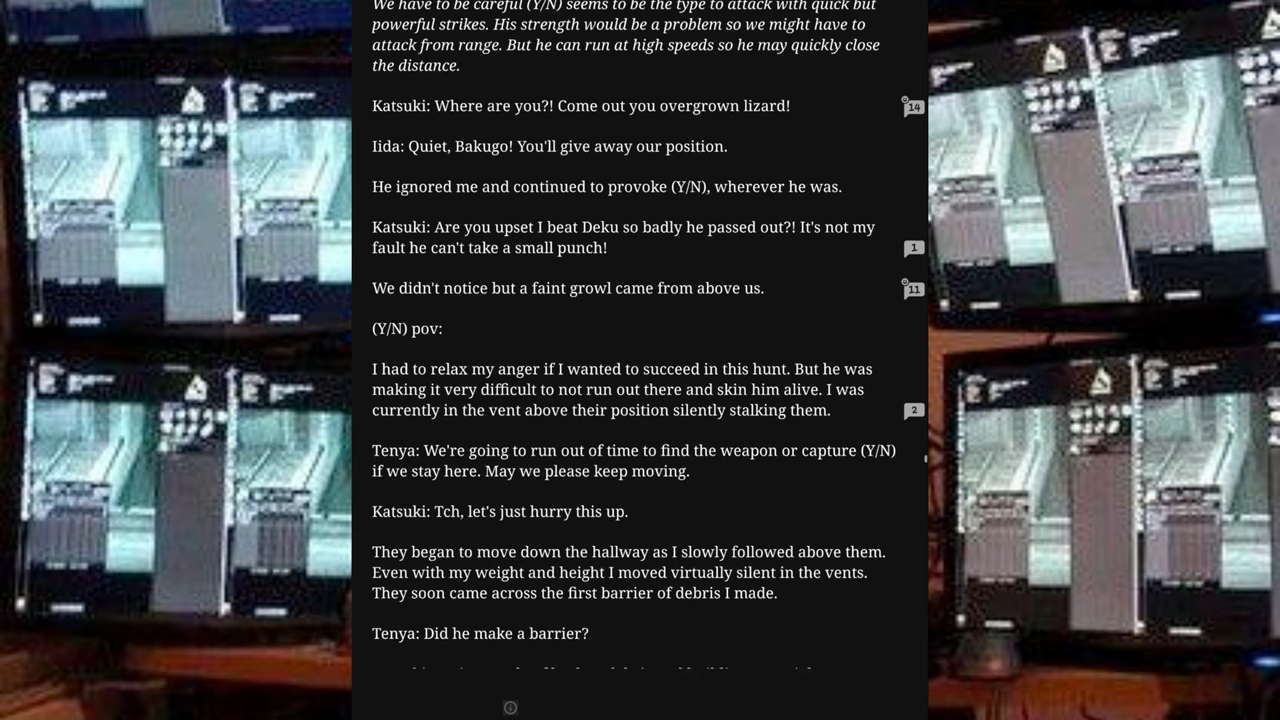 We have to be careful (Y/N) seems to be the type to attack with quick but
powerful strikes. His strength would be a problem so we might have to
attack from range. But he can run at high speeds so he may quickly close
the distance.
Katsuki: Where are you?! Come out you overgrown lizard!
14
Iida: Quiet, Bakugo! You'll give away our position.
He ignored me and continued to provoke (Y/N), wherever he was.
Katsuki: Are you upset I beat Deku so badly he passed out?! It's not my
fault he can't take a small punch!
1
We didn't notice but a faint growl came from above us.
11
(Y/N) pov:
I had to relax my anger if I wanted to succeed in this hunt. But he was
making it very difficult to not run out there and skin him alive. I was
currently in the vent above their position silently stalking them.
2
Tenya: We're going to run out of time to find the weapon or capture (Y/N)
if we stay here. May we please keep moving.
Katsuki: Tch, let's just hurry this up.
They began to move down the hallway as I slowly followed above them.
Even with my weight and height I moved virtually silent in the vents.
They soon came across the first barrier of debris I made.
Tenya: Did he make a barrier?